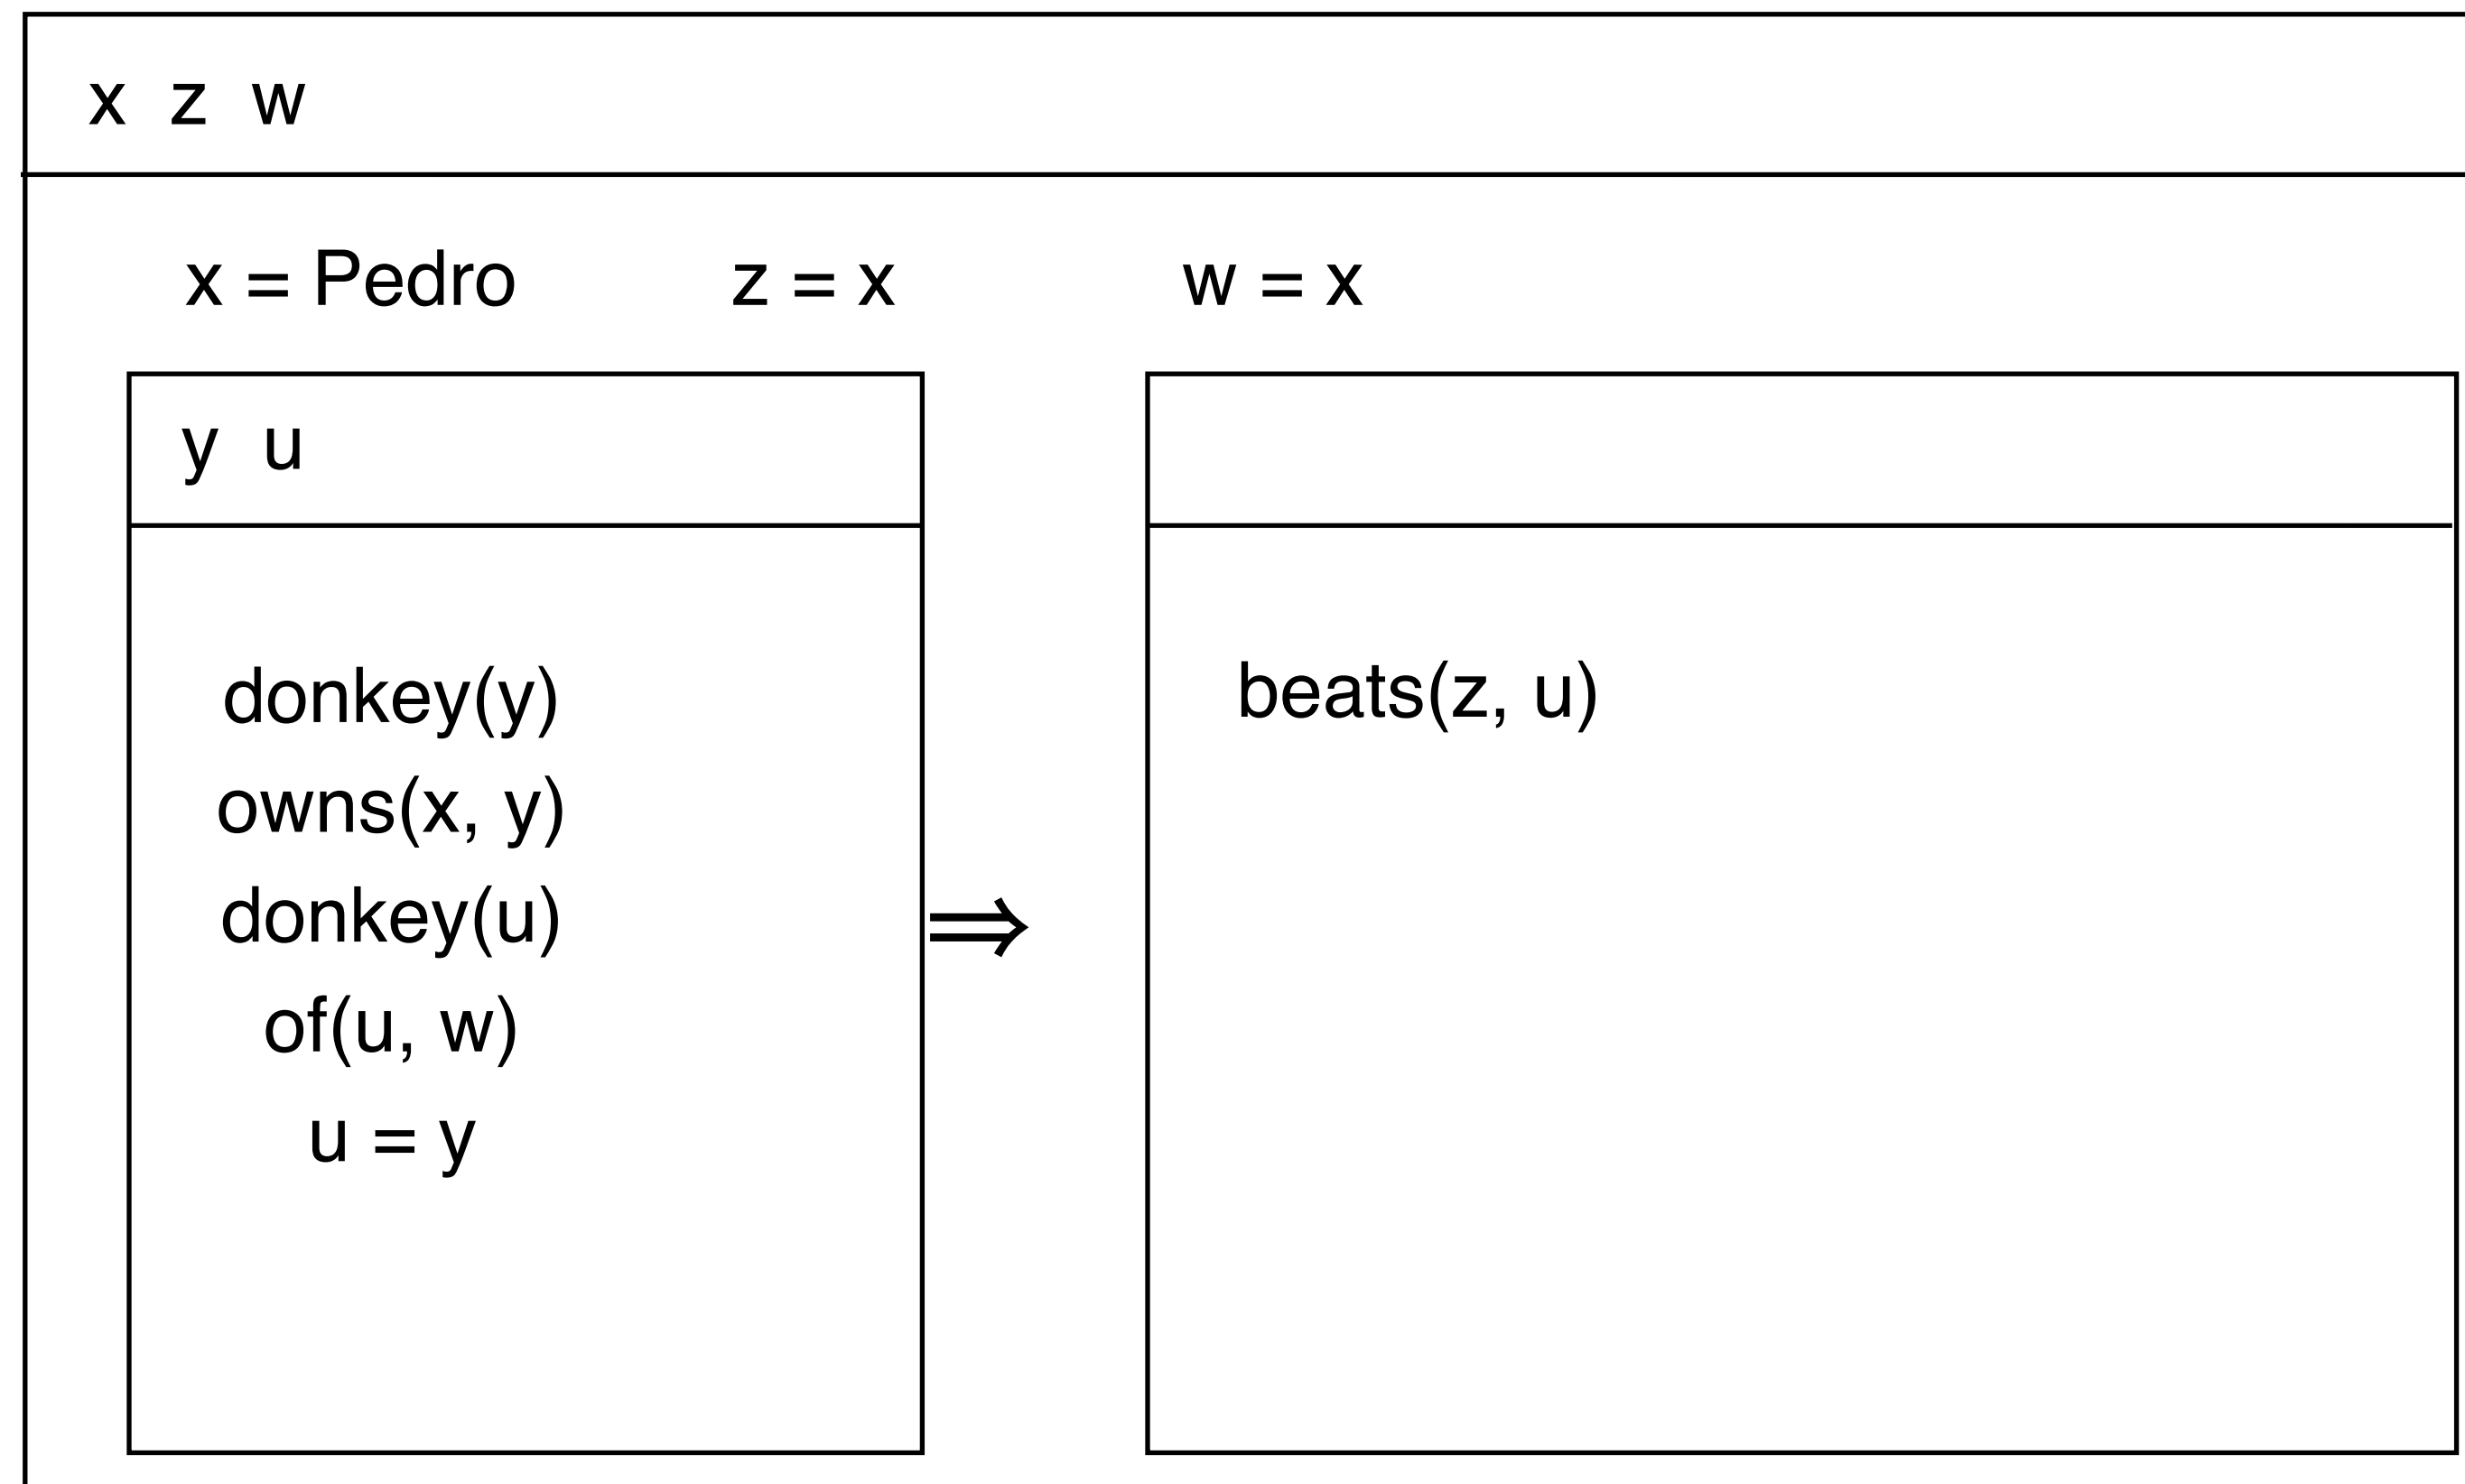 x z w
x = Pedro z = x w = x
y u
donkey(y)
owns(x, y)
donkey(u)
of(u, w)
u = y
⇒
beats(z, u)